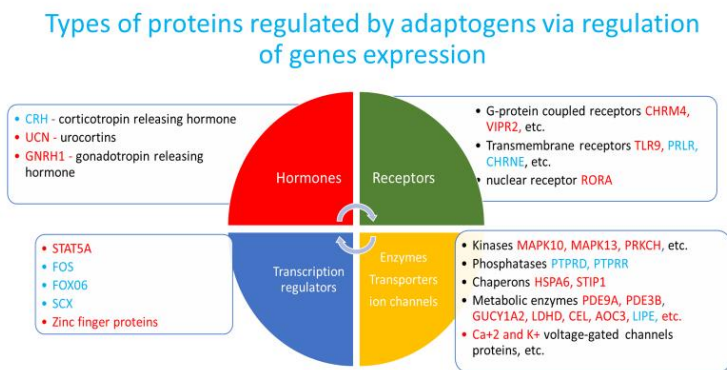 Types of proteins regulated by adaptogens via regulation
of genes expression
• CRH - corticotropin releasing hormone
• UCN - urocortins
• GNRH1 - gonadotropin releasing
hormone
Hormones
Receptors
• G-protein coupled receptors CHRM4,
VIPR2, etc.
• Transmembrane receptors TLR9, PRLR,
CHRNE, etc.
• nuclear receptor RORA
• STAT5A
• FOS
• FOX06
• SCX
• Zinc finger proteins
Transcription
regulators
Enzymes
Transporters
ion channels
• Kinases MAPK10, MAPK13, PRKCH, etc.
• Phosphatases PTPRD, PTPRR
• Chaperons HSPA6, STIP1
• Metabolic enzymes PDE9A, PDE3B,
GUCY1A2, LDHD, CEL, AOC3, LIPE, etc.
• Ca+2 and K+ voltage-gated channels
proteins, etc.